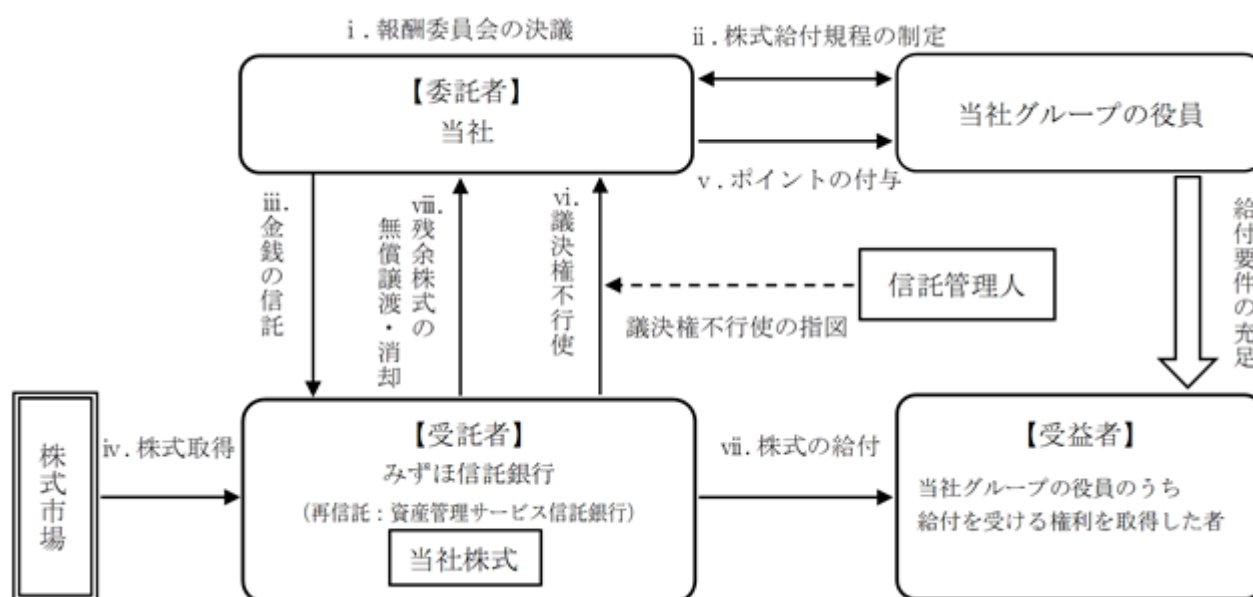 ⅰ.報酬委員会の決議
ⅱ.株式給付規程の制定
【委託者】
当社
当社グループの役員
ⅴ.ポイントの付与
ⅲ.金銭の信託
ⅷ.残余株式の
無償譲渡・消却
ⅵ.議決権不行使
信託管理人
議決権不行使の指図
給付要件の充足
株式市場
ⅳ.株式取得
【受託者】
みずほ信託銀行
(再信託：資産管理サービス信託銀行)
当社株式
ⅶ.株式の給付
【受益者】
当社グループの役員のうち
給付を受ける権利を取得した者